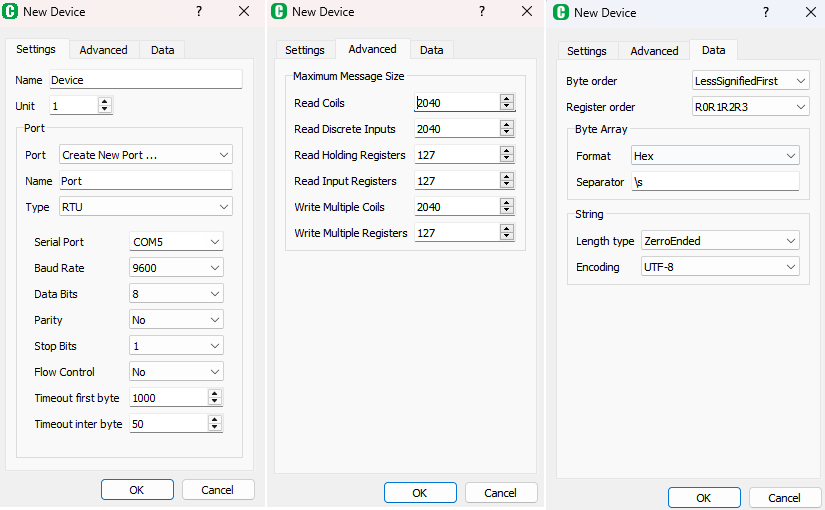 New Device ? ×
Settings Advanced Data
Name Device
Unit 1
Port
Port Create New Port ...
Name Port
Type RTU
Serial Port COM5
Baud Rate 9600
Data Bits 8
Parity No
Stop Bits 1
Flow Control No
Timeout first byte 1000
Timeout inter byte 50
OK Cancel
New Device ? ×
Settings Advanced Data
Maximum Message Size
Read Coils 2040
Read Discrete Inputs 2040
Read Holding Registers 127
Read Input Registers 127
Write Multiple Coils 2040
Write Multiple Registers 127
OK Cancel
New Device ? ×
Settings Advanced Data
Byte order LessSignifiedFirst
Register order R0R1R2R3
Byte Array
Format Hex
Separator \s
String
Length type ZerroEnded
Encoding UTF-8
OK Cancel